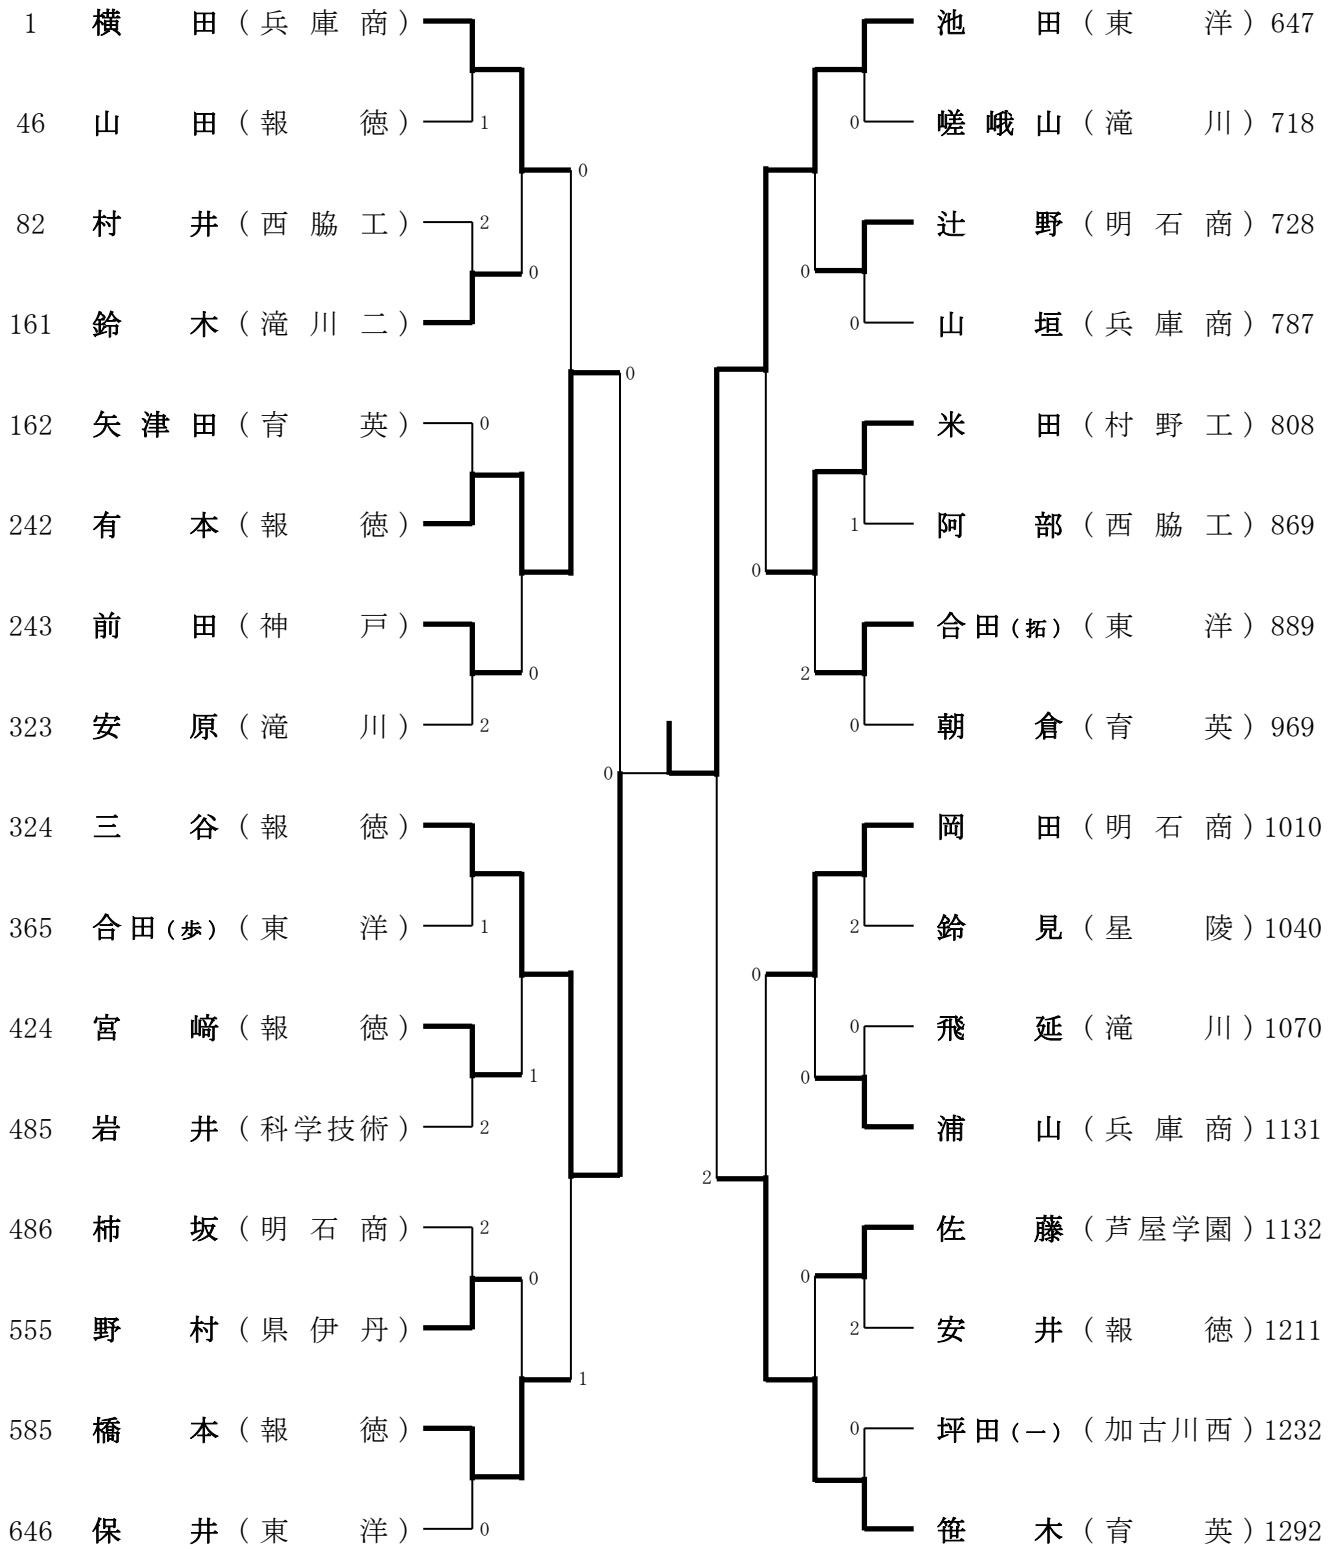 1 横田 (兵庫商) 池田 (東洋) 647
46 山田 (報徳) 1 0 嵯峨山 (滝川) 718
0
82 村井 (西脇工) 2 辻野 (明石商) 728
0 0
161 鈴木 (滝川二) 0 山垣 (兵庫商) 787
0
162 矢津田 (育英) 0 米田 (村野工) 808
242 有本 (報徳) 1 阿部 (西脇工) 869
0
243 前田 (神戸) 合田(拓) (東洋) 889
0 2
323 安原 (滝川) 2 0 朝倉 (育英) 969
0
324 三谷 (報徳) 岡田 (明石商) 1010
365 合田(歩) (東洋) 1 2 鈴見 (星陵) 1040
0
424 宮﨑 (報徳) 0 飛延 (滝川) 1070
1 0
485 岩井 (科学技術) 2 浦山 (兵庫商) 1131
2
486 柿坂 (明石商) 2 佐藤 (芦屋学園) 1132
0 0
555 野村 (県伊丹) 2 安井 (報徳) 1211
1
585 橋本 (報徳) 0 坪田(一) (加古川西) 1232
646 保井 (東洋) 0 笹木 (育英) 1292